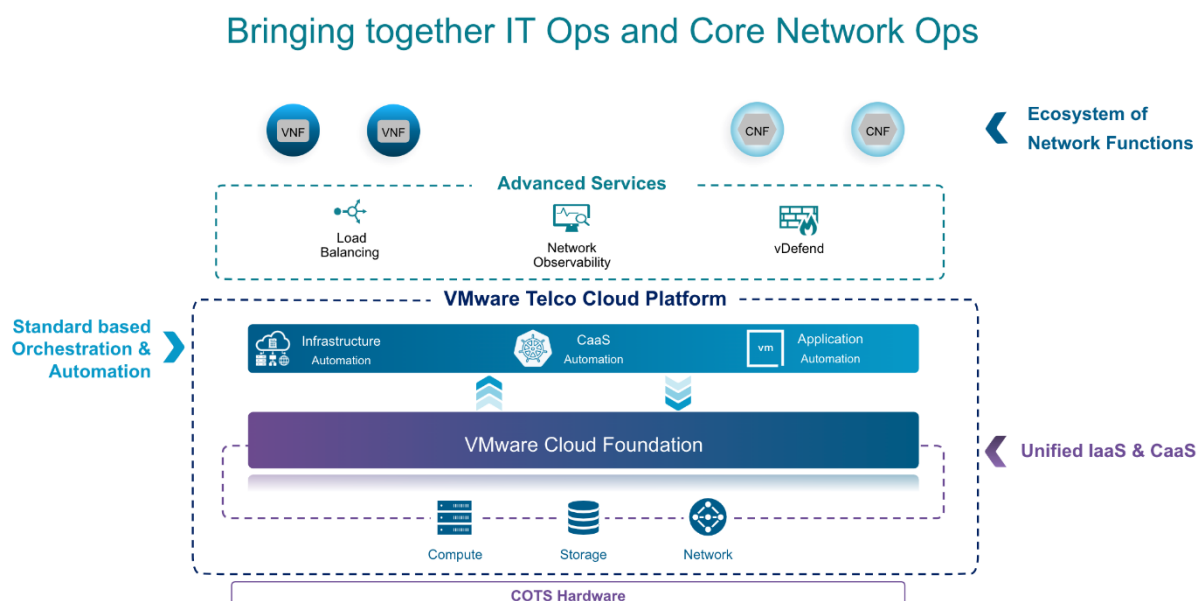 Bringing together IT Ops and Core Network Ops
VNF
VNF
CNF
CNF
Ecosystem of
Network Functions
Advanced Services
Load
Balancing
Network
Observability
vDefend
VMware Telco Cloud Platform
Standard based
Orchestration &
Automation
Infrastructure
Automation
CaaS
Automation
vm
Application
Automation
VMware Cloud Foundation
Unified IaaS & CaaS
Compute
Storage
Network
COTS Hardware